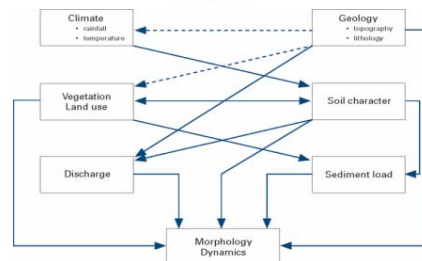 Climate
• rainfall
• temperature
Geology
• topography
• lithology
Vegetation
Land use
Soil character
Discharge
Sediment load
Morphology
Dynamics